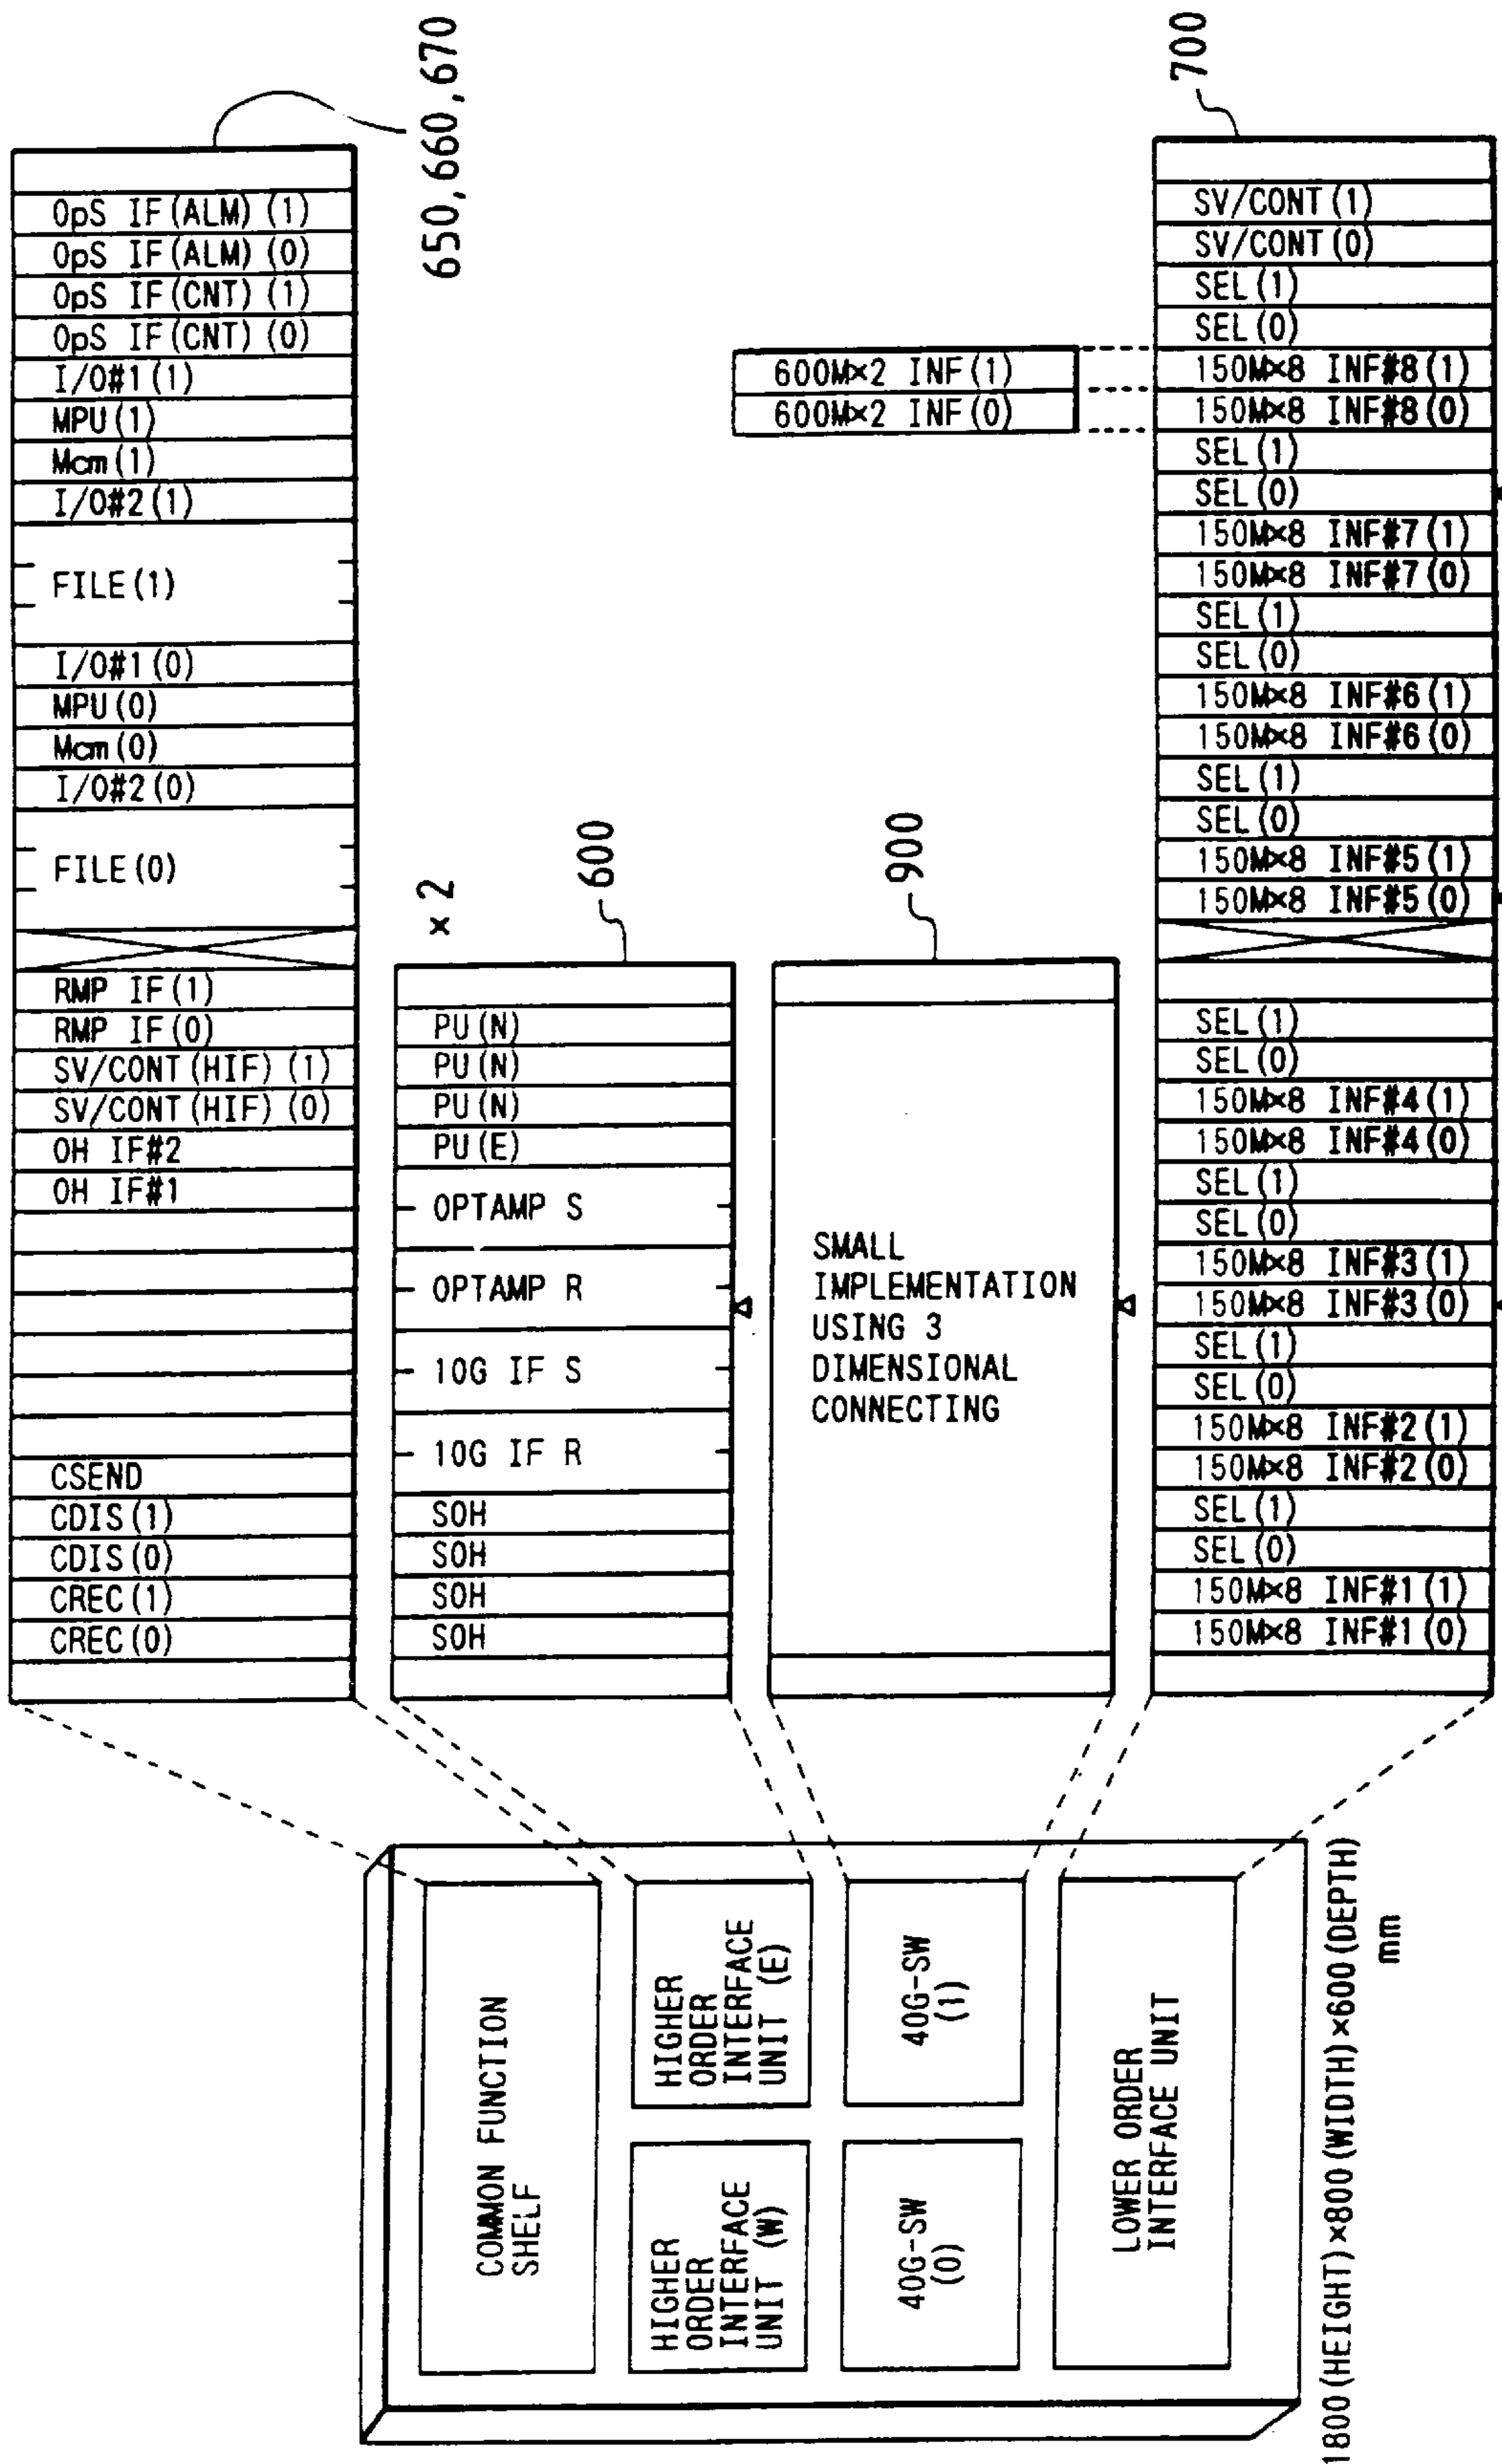 650,660,670
OpS IF(ALM)(1)
OpS IF(ALM)(0)
OpS IF(CNT)(1)
OpS IF(CNT)(0)
I/O#1(1)
MPU(1)
Mcm(1)
I/O#2(1)
FILE(1)
I/O#1(0)
MPU(0)
Mcm(0)
I/O#2(0)
FILE(0)
RMP IF(1)
RMP IF(0)
SV/CONT(HIF)(1)
SV/CONT(HIF)(0)
OH IF#2
OH IF#1
CSEND
CDIS(1)
CDIS(0)
CREC(1)
CREC(0)
× 2
600
PU(N)
PU(N)
PU(N)
PU(E)
OPTAMP S
OPTAMP R
10G IF S
10G IF R
SOH
SOH
SOH
SOH
900
SMALL
IMPLEMENTATION
USING 3
DIMENSIONAL
CONNECTING
600M×2 INF(1)
600M×2 INF(0)
700
SV/CONT(1)
SV/CONT(0)
SEL(1)
SEL(0)
150M×8 INF#8(1)
150M×8 INF#8(0)
SEL(1)
SEL(0)
150M×8 INF#7(1)
150M×8 INF#7(0)
SEL(1)
SEL(0)
150M×8 INF#6(1)
150M×8 INF#6(0)
SEL(1)
SEL(0)
150M×8 INF#5(1)
150M×8 INF#5(0)
SEL(1)
SEL(0)
150M×8 INF#4(1)
150M×8 INF#4(0)
SEL(1)
SEL(0)
150M×8 INF#3(1)
150M×8 INF#3(0)
SEL(1)
SEL(0)
150M×8 INF#2(1)
150M×8 INF#2(0)
SEL(1)
SEL(0)
150M×8 INF#1(1)
150M×8 INF#1(0)
COMMON FUNCTION
SHELF
HIGHER
ORDER
INTERFACE
UNIT (W)
HIGHER
ORDER
INTERFACE
UNIT (E)
40G-SW
(0)
40G-SW
(1)
LOWER ORDER
INTERFACE UNIT
1800(HEIGHT)×800(WIDTH)×600(DEPTH)
mm